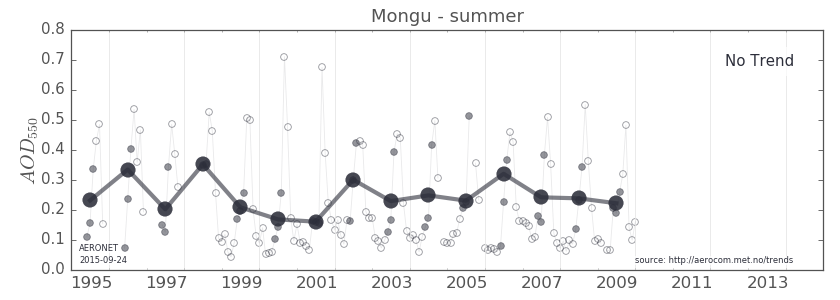 Mongu - summer
No Trend
AOD550
0.8
0.7
0.6
0.5
0.4
0.3
0.2
0.1
0.0
AERONET
2015-09-24
source: http://aerocom.met.no/trends
1995 1997 1999 2001 2003 2005 2007 2009 2011 2013